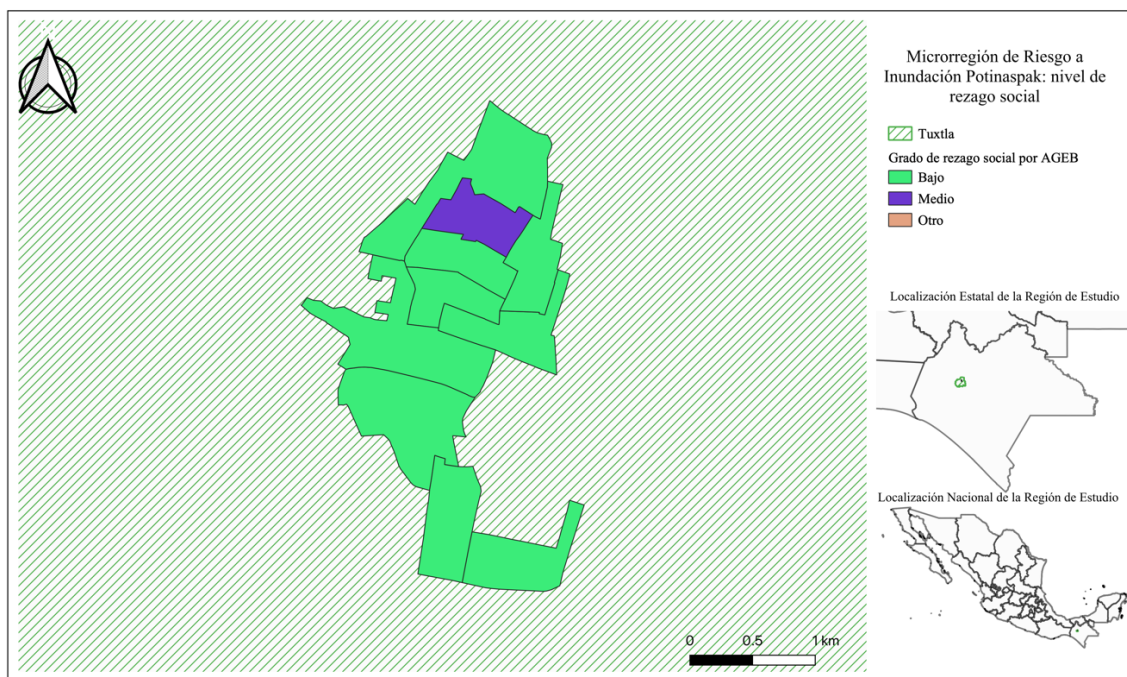 Microrregión de Riesgo a
Inundación Potinaspak: nivel de
rezago social
Tuxtla
Grado de rezago social por AGEB
Bajo
Medio
Otro
Localización Estatal de la Región de Estudio
Localización Nacional de la Región de Estudio
0 0.5 1 km